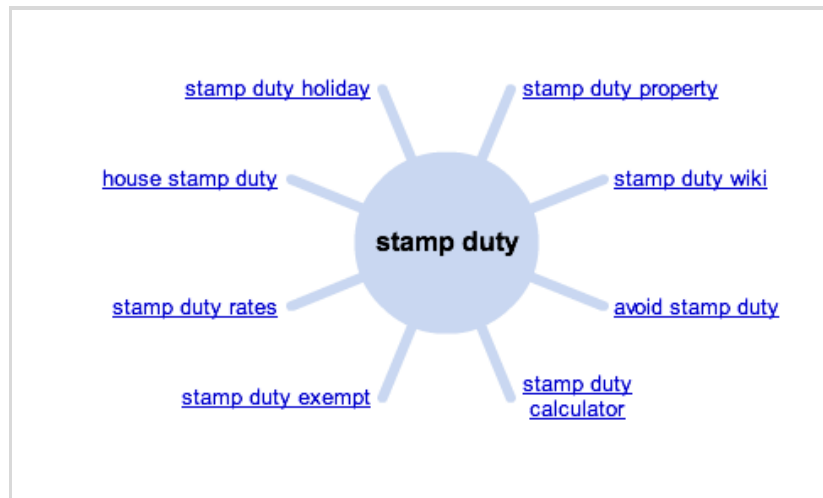 stamp duty holiday
stamp duty property
house stamp duty
stamp duty wiki
stamp duty
stamp duty rates
avoid stamp duty
stamp duty exempt
stamp duty
calculator